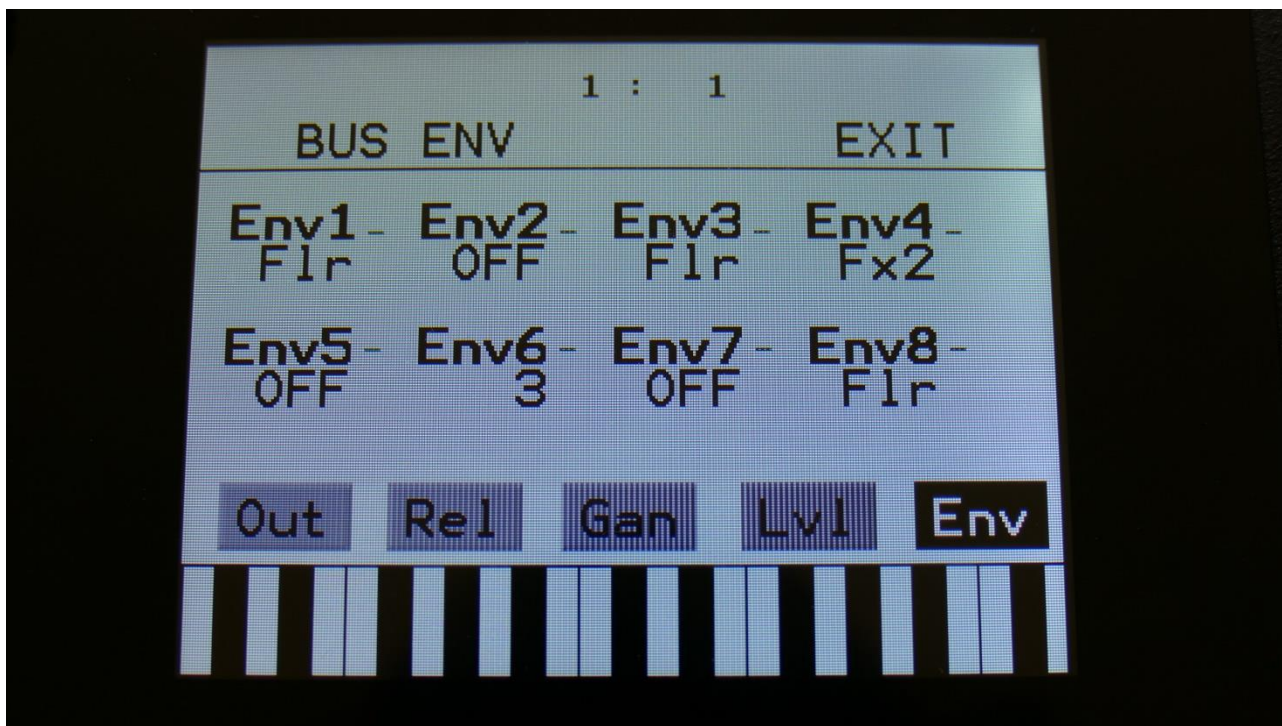 1 : 1
BUS ENV EXIT
Env1- Env2- Env3- Env4-
Flr OFF Flr Fx2
Env5- Env6- Env7- Env8-
OFF 3 OFF Flr
Out Rel Gan Lvl Env